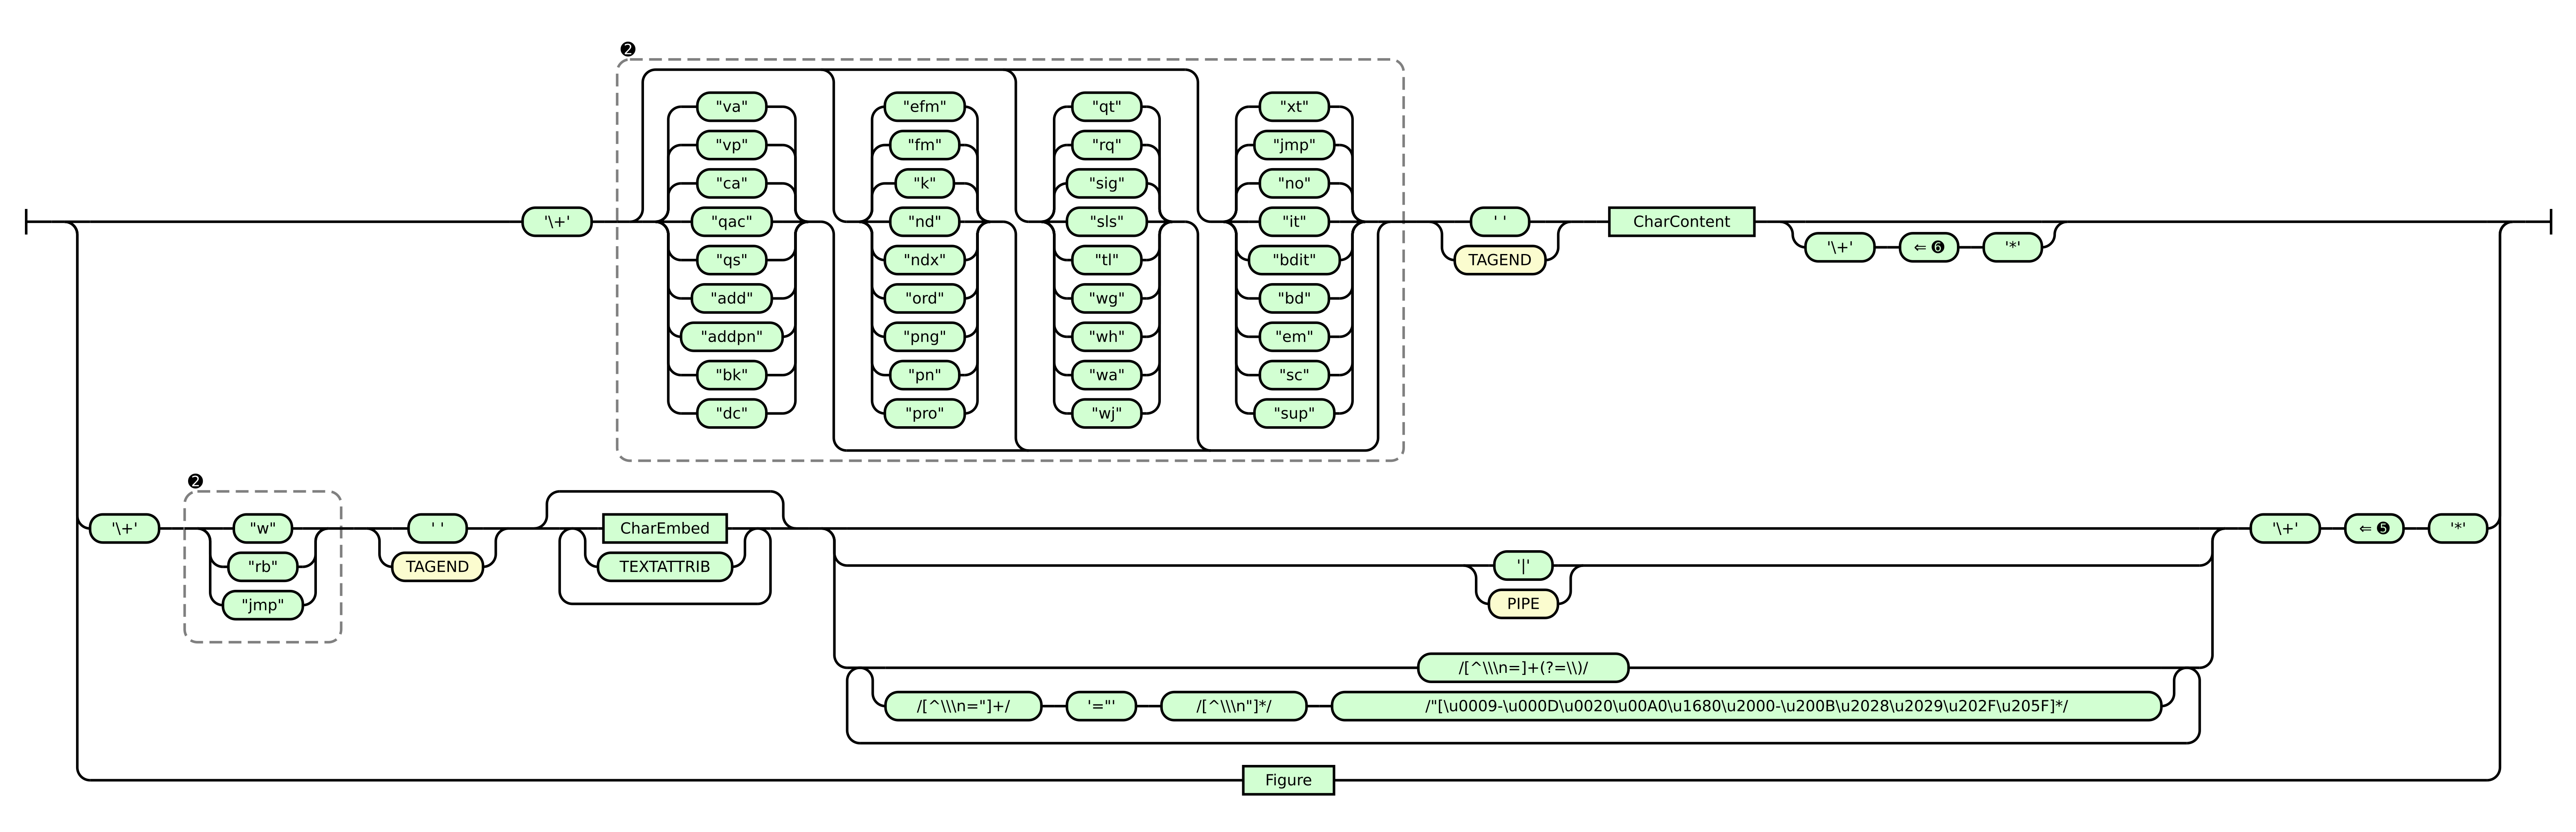 ❷
"va" "efm" "qt" "xt"
"vp" "fm" "rq" "jmp"
"ca" "k" "sig" "no"
'\+' "qac" "nd" "sls" "it" ' ' CharContent
'\+' ⇐ ❻ '*'
"qs" "ndx" "tl" "bdit" TAGEND
"add" "ord" "wg" "bd"
"addpn" "png" "wh" "em"
"bk" "pn" "wa" "sc"
"dc" "pro" "wj" "sup"
❷
'\+' "w" ' ' CharEmbed '\+' ⇐ ❺ '*'
"rb" TAGEND TEXTATTRIB '|'
"jmp" PIPE
/[^\\\n=]+(?=\\)/
/[^\\\n="]+/ '="' /[^\\\n"]*/ /"[\u0009-\u000D\u0020\u00A0\u1680\u2000-\u200B\u2028\u2029\u202F\u205F]*/
Figure